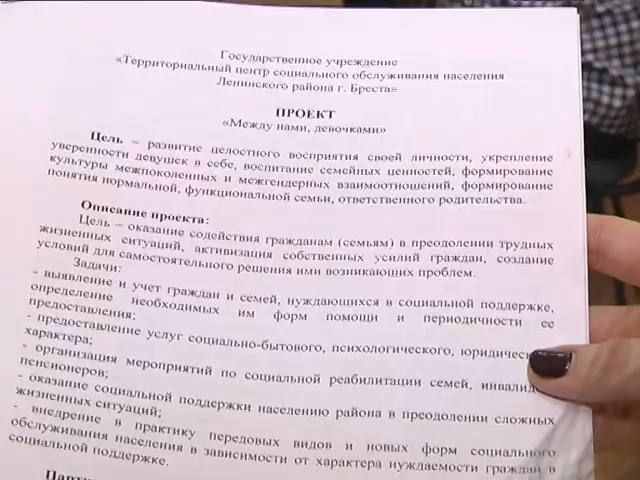 Государственное учреждение
«Территориальный центр социального обслуживания населения
Ленинского района г. Бреста»
ПРОЕКТ
«Между нами, девочками»
Цель – развитие целостного восприятия своей личности, укрепление
уверенности девушек в себе, воспитание семейных ценностей, формирование
культуры межпоколенных и межгендерных взаимоотношений, формирование
понятия нормальной, функциональной семьи, ответственного родительства.
Описание проекта:
Цель – оказание содействия гражданам (семьям) в преодолении трудных
жизненных ситуаций, активизация собственных усилий граждан, создание
условий для самостоятельного решения ими возникающих проблем.
Задачи:
- выявление и учет граждан и семей, нуждающихся в социальной поддержке,
определение необходимых им форм помощи и периодичности ее
предоставления;
- предоставление услуг социально-бытового, психологического,
характера;
- организация мероприятий по социальной реабилитации семей,
пенсионеров;
- оказание социальной поддержки населению района в преодолении сложных
жизненных ситуаций;
- внедрение в практику передовых видов и новых форм социального
обслуживания населения в зависимости от характера нуждаемости граждан в
социальной поддержке.